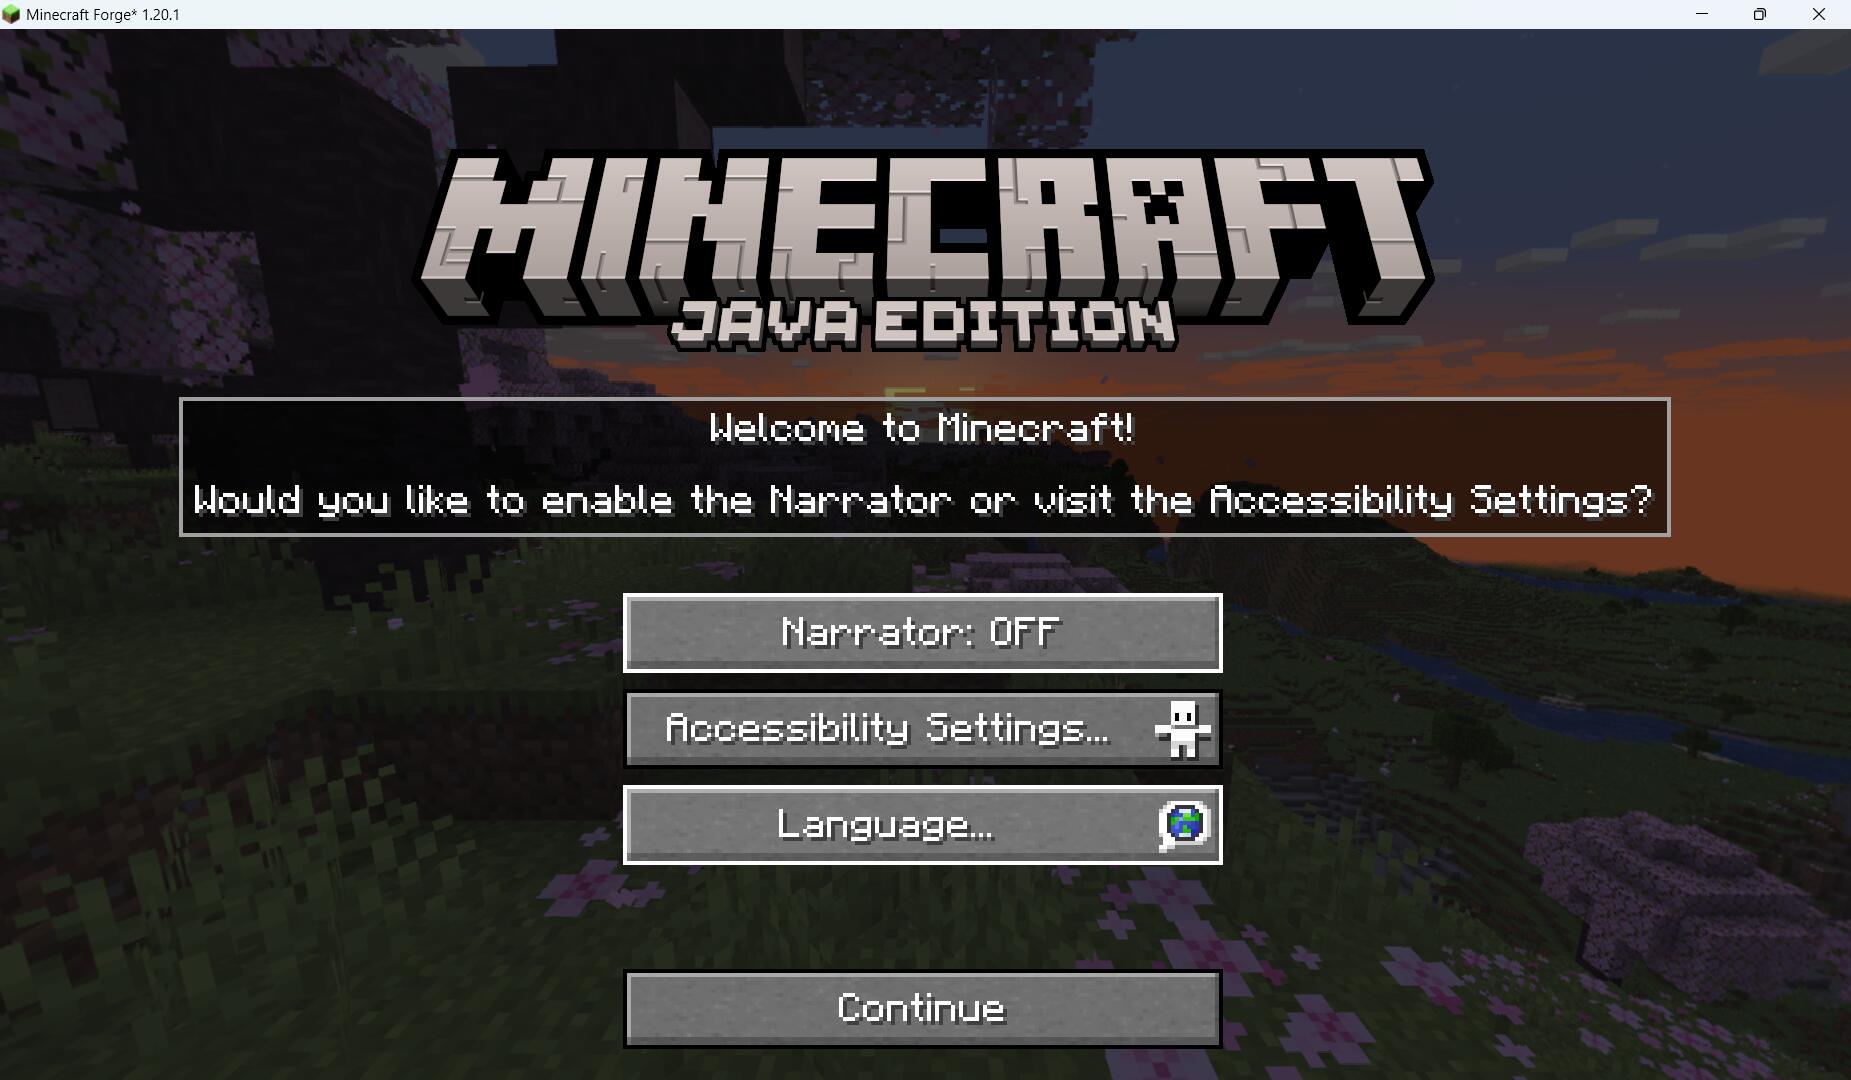 Minecraft Forge* 1.20.1
MINECRAFT
JAVA EDITION
Welcome to Minecraft!
Would you like to enable the Narrator or visit the Accessibility Settings?
Narrator: OFF
Accessibility Settings...
Language...
Continue